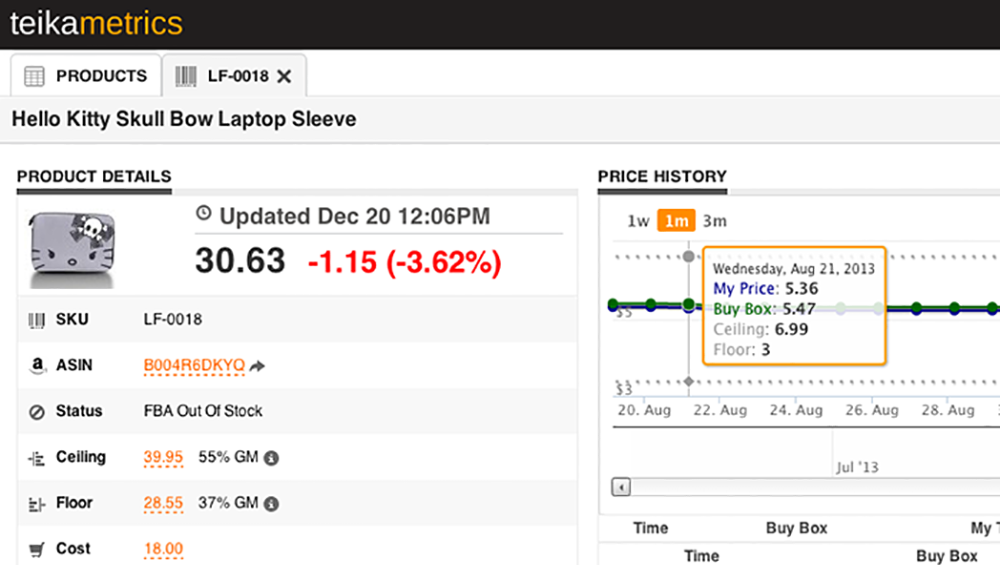 teikametrics
PRODUCTS
LF-0018
Hello Kitty Skull Bow Laptop Sleeve
PRODUCT DETAILS
Updated Dec 20 12:06PM
30.63 -1.15 (-3.62%)
SKU LF-0018
a ASIN B004R6DKYQ
Status FBA Out Of Stock
Ceiling 39.95 55% GM
Floor 28.55 37% GM
Cost 18.00
PRICE HISTORY
1w 1m 3m
Wednesday, Aug 21, 2013
My Price: 5.36
Buy Box: 5.47
Ceiling: 6.99
Floor: 3
$5
$3
20. Aug 22. Aug 24. Aug 26. Aug 28. Aug
Jul '13
Time Buy Box My
Time Buy Box